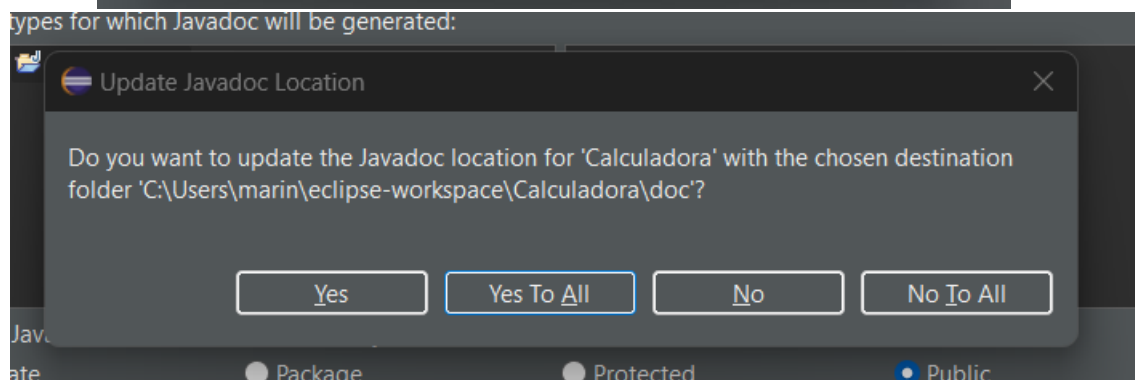 types for which Javadoc will be generated:
Update Javadoc Location
Do you want to update the Javadoc location for 'Calculadora' with the chosen destination
folder 'C:\Users\marin\eclipse-workspace\Calculadora\doc'?
Yes Yes To All No No To All
Jav
ate Package Protected Public